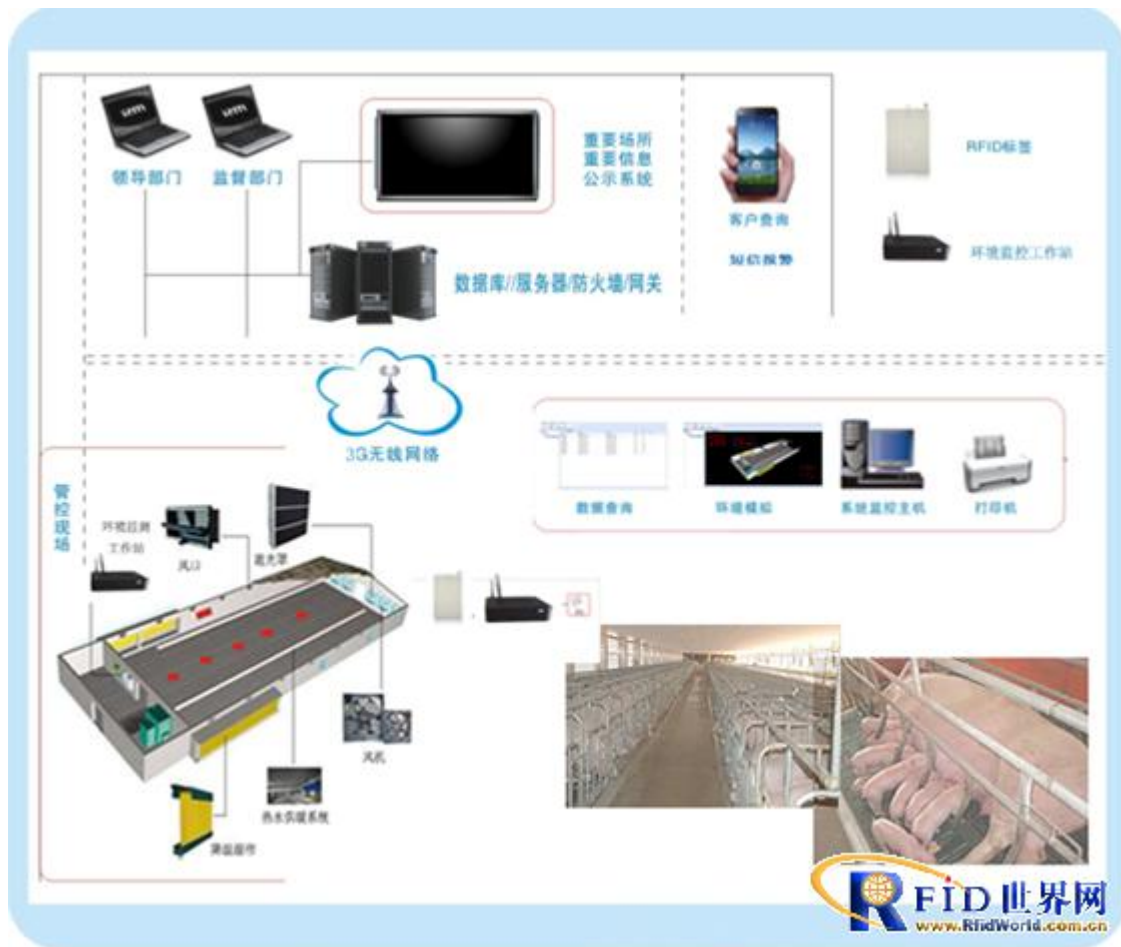 领导部门
监督部门
重要场所
重要信息
公示系统
客户查询
短信报警
RFID标签
环境监控工作站
数据库//服务器/防火墙/网关
3G无线网络
数据查询
环境模拟
系统监控主机
打印机
管控现场
环境监测
工作站
风口
遮光罩
风机
热水供暖系统
RFID世界网
www.RfidWorld.com.cn